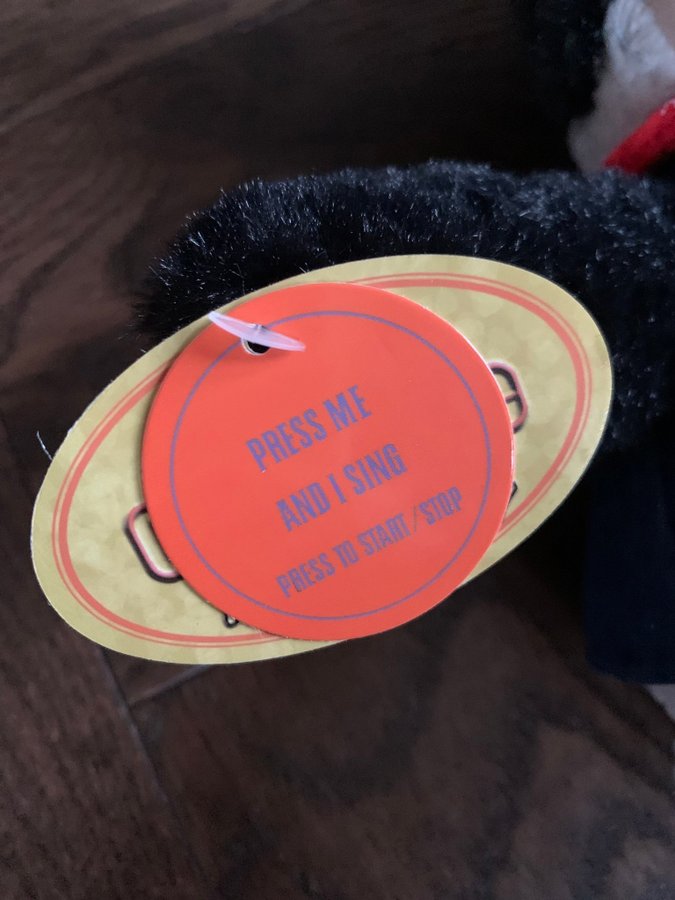 PRESS ME
AND I SING
PRESS TO START/STOP